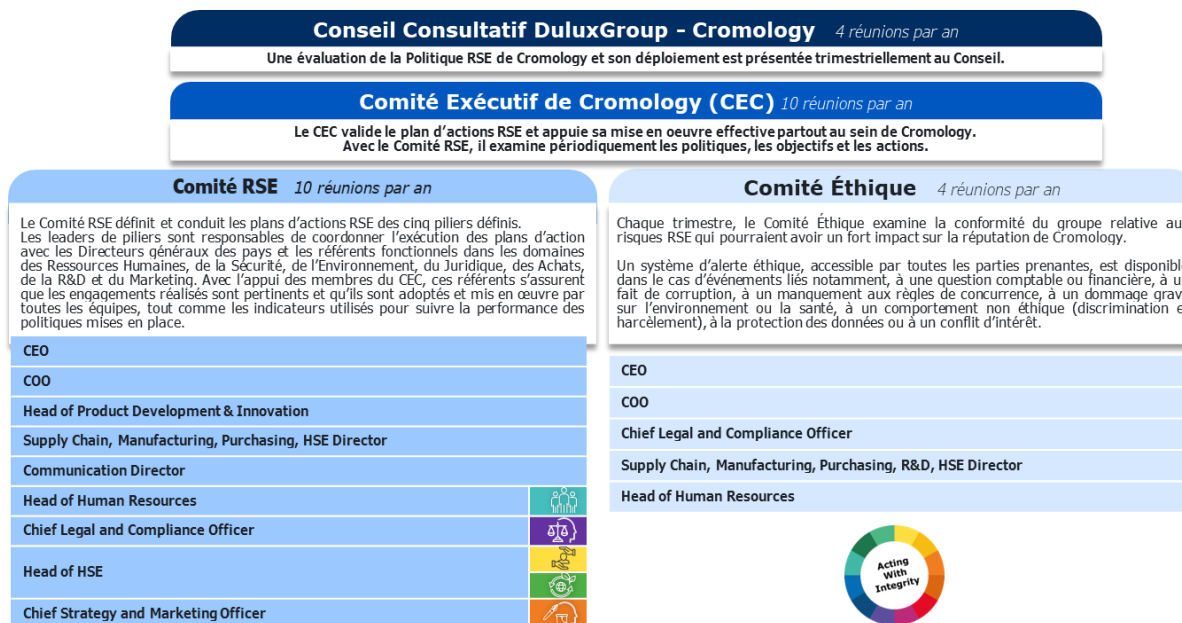 Conseil Consultatif DuluxGroup - Cromology 4 réunions par an
Une évaluation de la Politique RSE de Cromology et son déploiement est présentée trimestriellement au Conseil.
Comité Exécutif de Cromology (CEC) 10 réunions par an
Le CEC valide le plan d'actions RSE et appuie sa mise en oeuvre effective partout au sein de Cromology.
Avec le Comité RSE, il examine périodiquement les politiques, les objectifs et les actions.
Comité RSE 10 réunions par an
Le Comité RSE définit et conduit les plans d'actions RSE des cinq piliers définis.
Les leaders de piliers sont responsables de coordonner l'exécution des plans d'action
avec les Directeurs généraux des pays et les référents fonctionnels dans les domaines
des Ressources Humaines, de la Sécurité, de l'Environnement, du Juridique, des Achats,
de la R&D et du Marketing. Avec l'appui des membres du CEC, ces référents s'assurent
que les engagements réalisés sont pertinents et qu'ils sont adoptés et mis en œuvre par
toutes les équipes, tout comme les indicateurs utilisés pour suivre la performance des
politiques mises en place.
CEO
COO
Head of Product Development & Innovation
Supply Chain, Manufacturing, Purchasing, HSE Director
Communication Director
Head of Human Resources
Chief Legal and Compliance Officer
Head of HSE
Chief Strategy and Marketing Officer
Comité Éthique 4 réunions par an
Chaque trimestre, le Comité Éthique examine la conformité du groupe relative au
risques RSE qui pourraient avoir un fort impact sur la réputation de Cromology.
Un système d'alerte éthique, accessible par toutes les parties prenantes, est disponible
dans le cas d'événements liés notamment, à une question comptable ou financière, à u
fait de corruption, à un manquement aux règles de concurrence, à un dommage grav
sur l'environnement ou la santé, à un comportement non éthique (discrimination e
harcèlement), à la protection des données ou à un conflit d'intérêt.
CEO
COO
Chief Legal and Compliance Officer
Supply Chain, Manufacturing, Purchasing, R&D, HSE Director
Head of Human Resources
Acting
With
Integrity